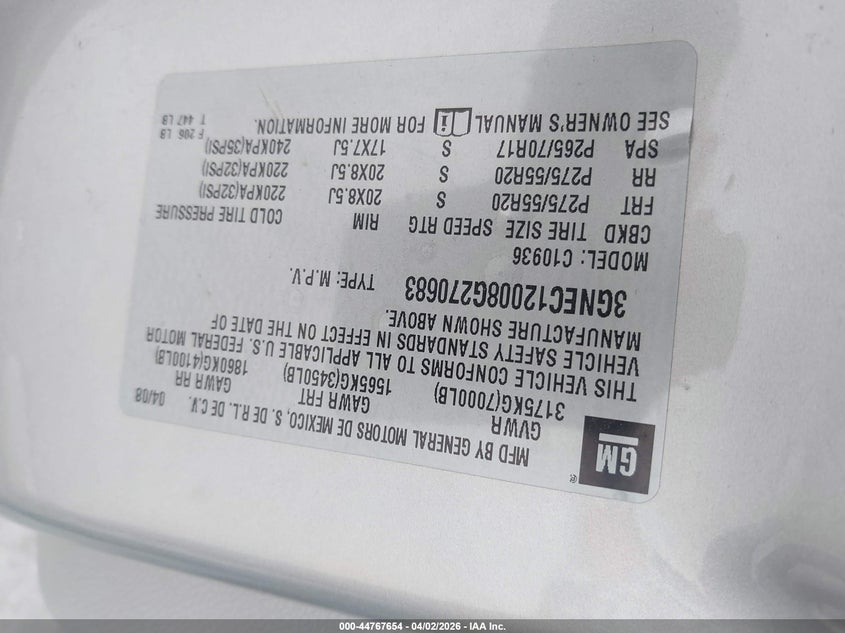 GM ®
MFD BY GENERAL MOTORS DE MEXICO, S. DE R.L. DE C.V. 04/08
GVWR GAWR FRT GAWR RR
3175KG(7000LB) 1565KG(3450LB) 1860KG(4100LB)
THIS VEHICLE CONFORMS TO ALL APPLICABLE U.S. FEDERAL MOTOR
VEHICLE SAFETY STANDARDS IN EFFECT ON THE DATE OF
MANUFACTURE SHOWN ABOVE.
3GNEC12008G270683 TYPE: M.P.V.
MODEL: C10936
CBKD TIRE SIZE SPEED RTG RIM COLD TIRE PRESSURE
FRT P275/55R20 S 20X8.5J 220KPA(32PSI)
RR P275/55R20 S 20X8.5J 220KPA(32PSI)
SPA P265/70R17 S 17X7.5J 240KPA(35PSI)
SEE OWNER'S MANUAL i FOR MORE INFORMATION.
F 206 LB
T 447 LB
000-44767654 - 04/02/2026 - IAA Inc.